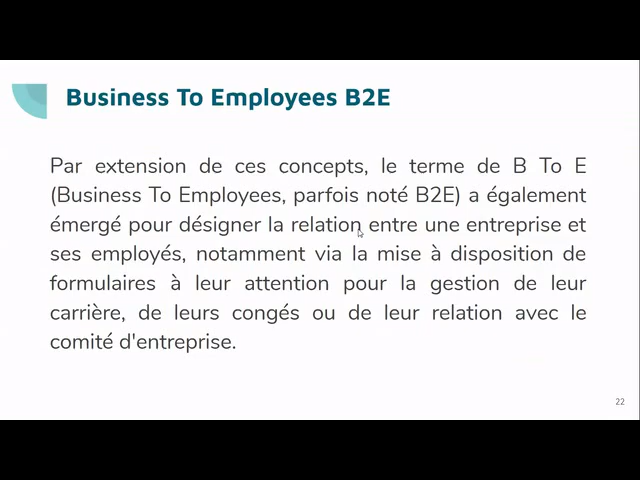 Business To Employees B2E
Par extension de ces concepts, le terme de B To E
(Business To Employees, parfois noté B2E) a également
émergé pour désigner la relation entre une entreprise et
ses employés, notamment via la mise à disposition de
formulaires à leur attention pour la gestion de leur
carrière, de leurs congés ou de leur relation avec le
comité d'entreprise.
22